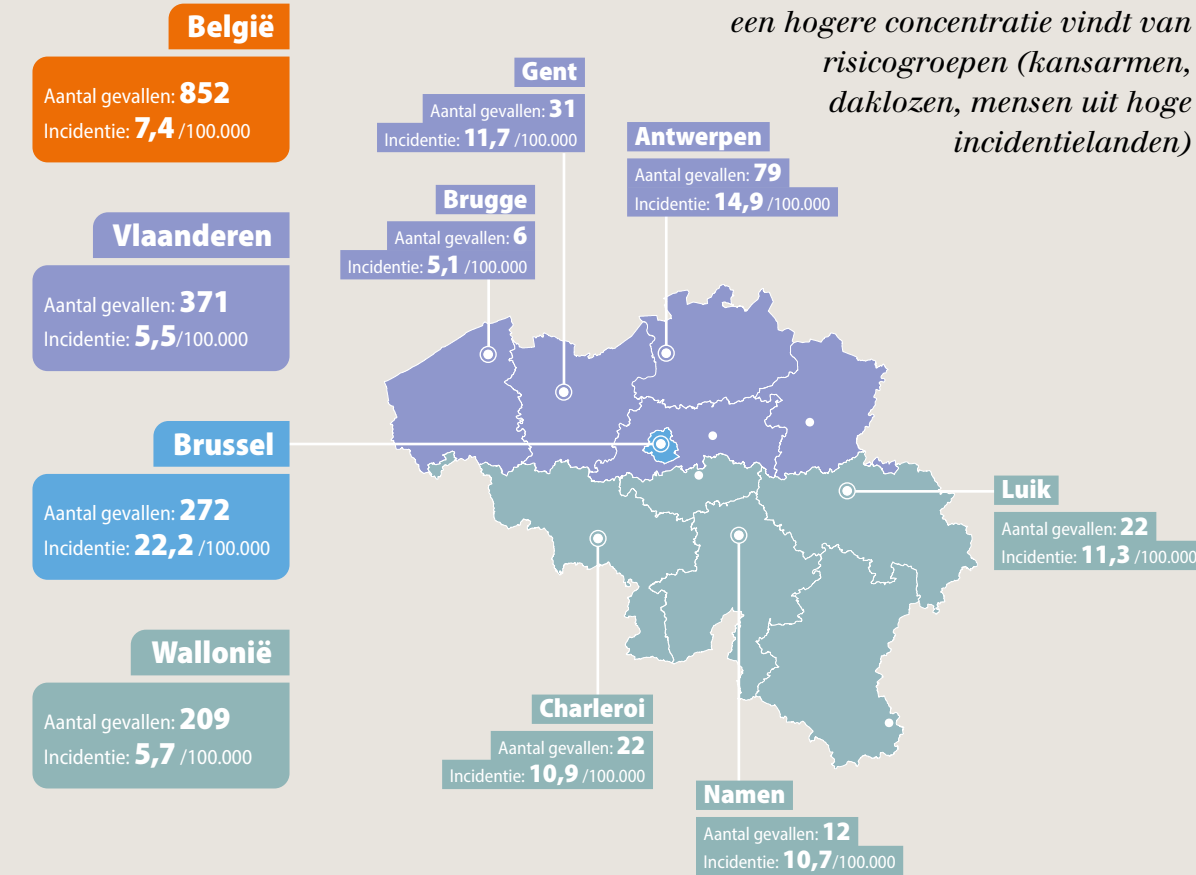 een hogere concentratie vindt van
risicogroepen (kansarmen,
daklozen, mensen uit hoge
incidentielanden)
België
Aantal gevallen: 852
Incidentie: 7,4 /100.000
Gent
Aantal gevallen: 31
Incidentie: 11,7 /100.000
Antwerpen
Aantal gevallen: 79
Incidentie: 14,9 /100.000
Brugge
Aantal gevallen: 6
Incidentie: 5,1 /100.000
Vlaanderen
Aantal gevallen: 371
Incidentie: 5,5/100.000
Brussel
Aantal gevallen: 272
Incidentie: 22,2 /100.000
Luik
Aantal gevallen: 22
Incidentie: 11,3 /100.000
Wallonië
Aantal gevallen: 209
Incidentie: 5,7 /100.000
Charleroi
Aantal gevallen: 22
Incidentie: 10,9 /100.000
Namen
Aantal gevallen: 12
Incidentie: 10,7/100.000